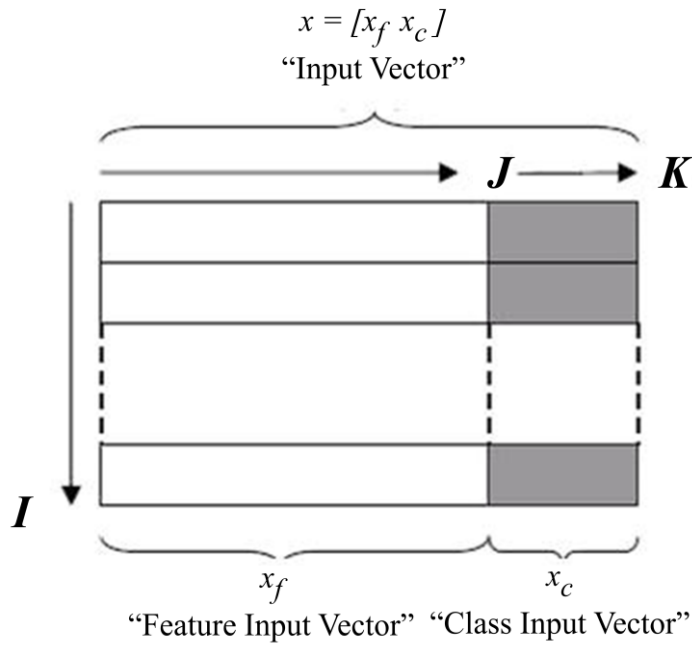 x = [x_f x_c]
“Input Vector”
J K
I
x_f x_c
“Feature Input Vector” “Class Input Vector”